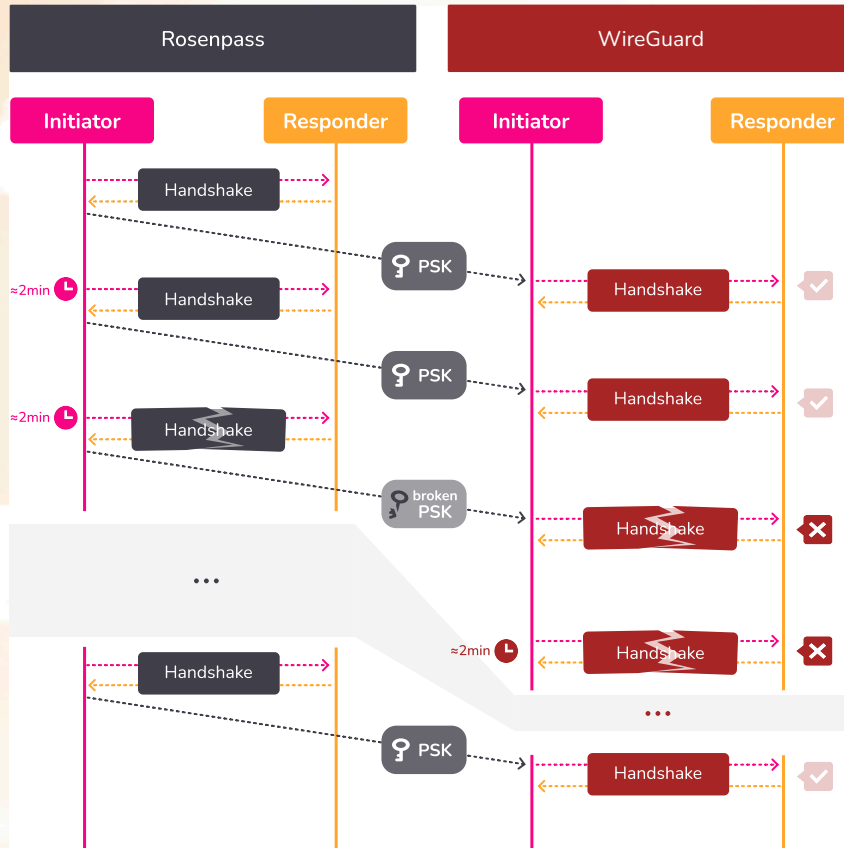 Rosenpass
WireGuard
Initiator
Responder
Initiator
Responder
Handshake
PSK
≈2min
Handshake
Handshake
PSK
Handshake
≈2min
Handshake
broken
PSK
Handshake
...
≈2min
Handshake
Handshake
...
PSK
Handshake